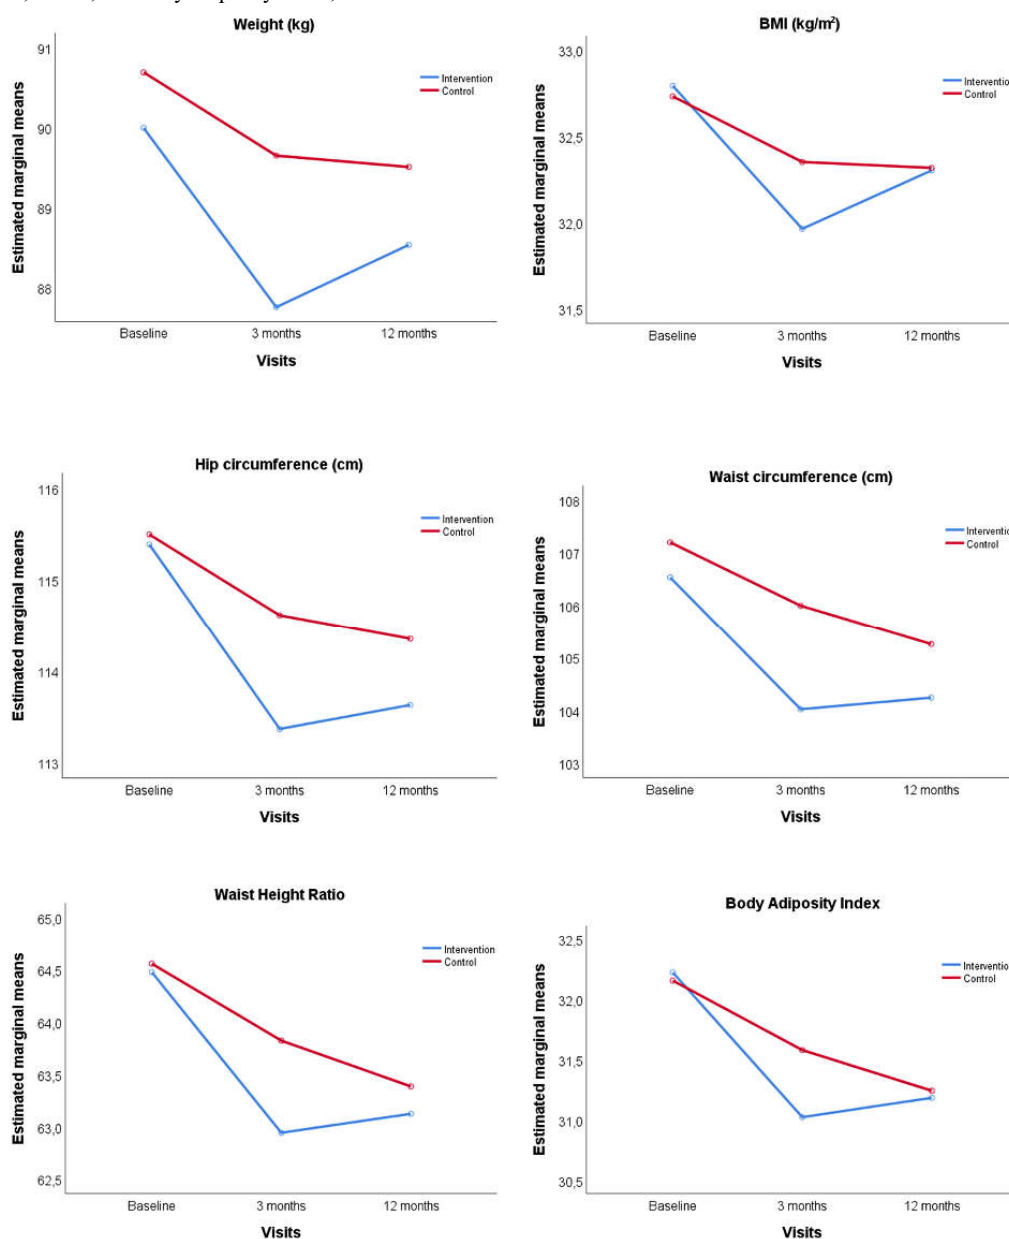 Weight (kg)
Estimated marginal means
91
90
89
88
Intervention
Control
Baseline
3 months
12 months
Visits
BMI (kg/m²)
Estimated marginal means
33,0
32,5
32,0
31,5
Intervention
Control
Baseline
3 months
12 months
Visits
Hip circumference (cm)
Estimated marginal means
116
115
114
113
Intervention
Control
Baseline
3 months
12 months
Visits
Waist circumference (cm)
Estimated marginal means
108
107
106
105
104
103
Interventio
Control
Baseline
3 months
12 months
Visits
Waist Height Ratio
Estimated marginal means
65,0
64,5
64,0
63,5
63,0
62,5
Intervention
Control
Baseline
3 months
12 months
Visits
Body Adiposity Index
Estimated marginal means
32,5
32,0
31,5
31,0
30,5
Intervention
Control
Baseline
3 months
12 months
Visits